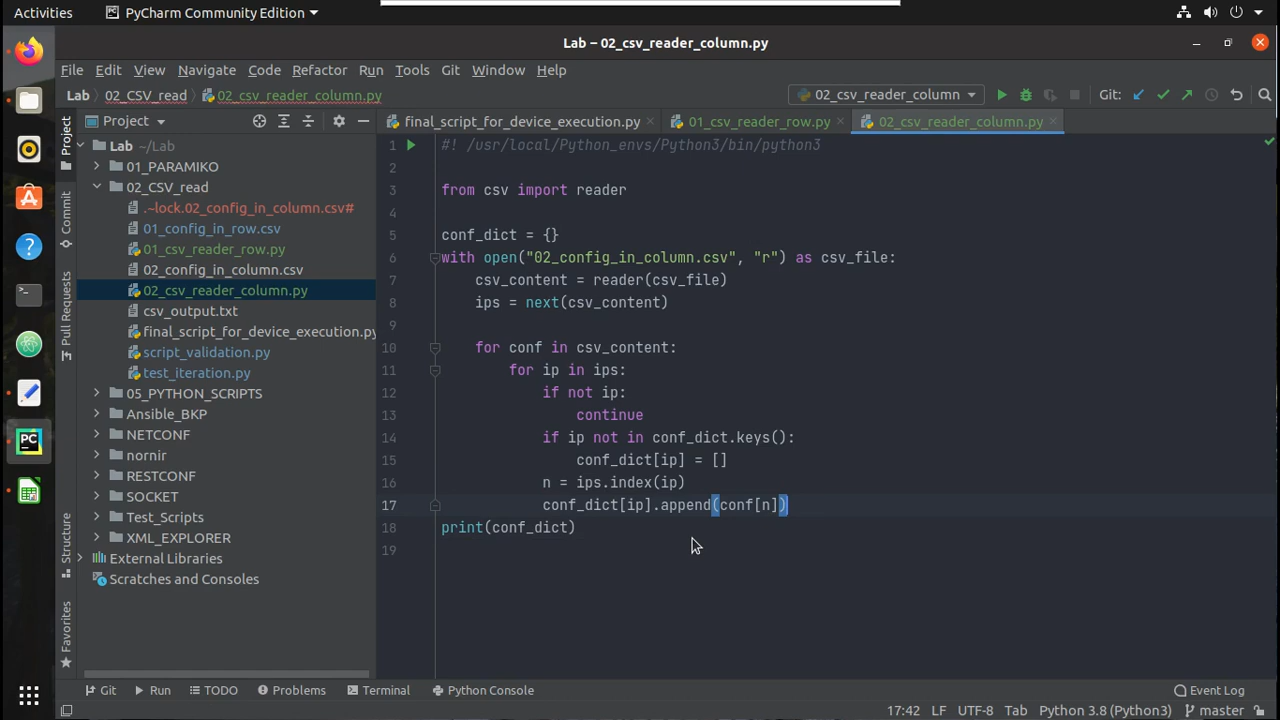 Activities
PyCharm Community Edition
Lab – 02_csv_reader_column.py
File Edit View Navigate Code Refactor Run Tools Git Window Help
Lab 02_CSV_read 02_csv_reader_column.py
02_csv_reader_column
Git:
Project
final_script_for_device_execution.py
01_csv_reader_row.py
02_csv_reader_column.py
Project
Commit
Pull Requests
Structure
Favorites
Lab ~/Lab
01_PARAMIKO
02_CSV_read
.~lock.02_config_in_column.csv#
01_config_in_row.csv
01_csv_reader_row.py
02_config_in_column.csv
02_csv_reader_column.py
csv_output.txt
final_script_for_device_execution.py
script_validation.py
test_iteration.py
05_PYTHON_SCRIPTS
Ansible_BKP
NETCONF
nornir
RESTCONF
SOCKET
Test_Scripts
XML_EXPLORER
External Libraries
Scratches and Consoles
1 #! /usr/local/Python_envs/Python3/bin/python3
2
3 from csv import reader
4
5 conf_dict = {}
6 with open("02_config_in_column.csv", "r") as csv_file:
7 csv_content = reader(csv_file)
8 ips = next(csv_content)
9
10 for conf in csv_content:
11 for ip in ips:
12 if not ip:
13 continue
14 if ip not in conf_dict.keys():
15 conf_dict[ip] = []
16 n = ips.index(ip)
17 conf_dict[ip].append(conf[n])
18 print(conf_dict)
19
Git Run TODO Problems Terminal Python Console Event Log
17:42 LF UTF-8 Tab Python 3.8 (Python3) master